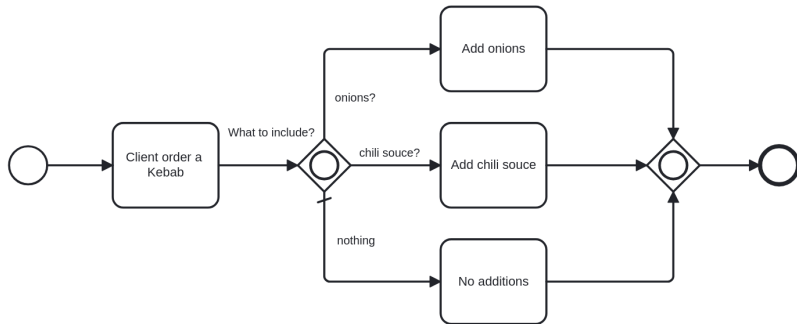 Add onions
onions?
What to include?
Client order a
Kebab
chili souce?
Add chili souce
nothing
No additions